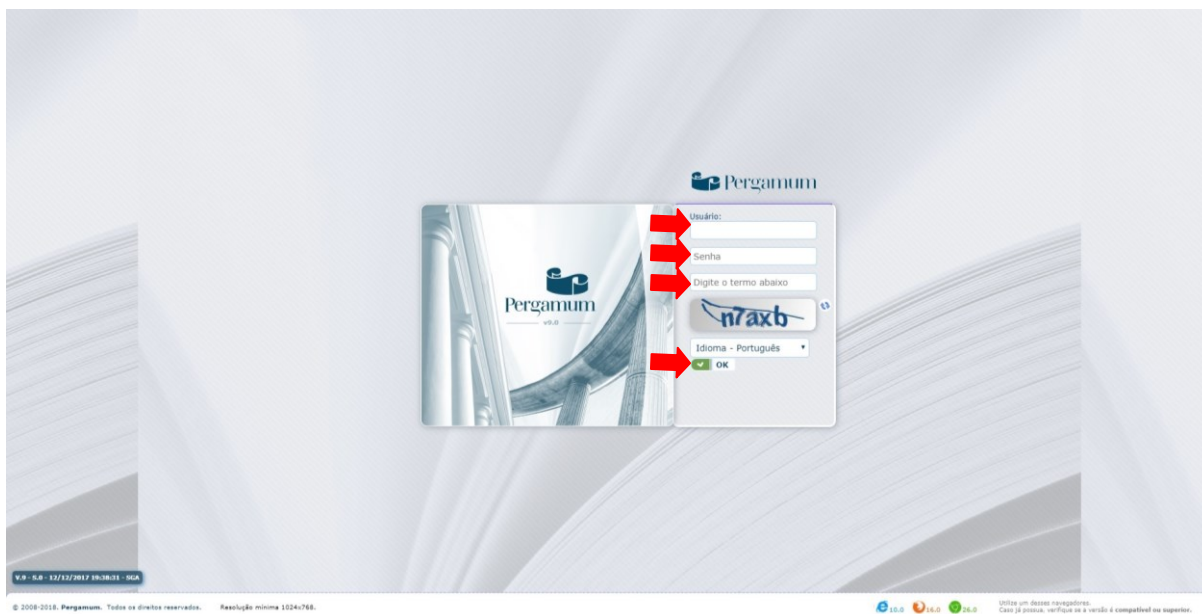 Pergamum
Usuário:
Senha
Digite o termo abaixo
n7axb
Idioma - Português
OK
Pergamum
v9.0
V.9 - 5.0 - 12/12/2017 19:38:31 - SGA
© 2008-2018. Pergamum. Todos os direitos reservados. Resolução mínima 1024x768.
10.0 16.0 26.0
Utilize um desses navegadores.
Caso já possua, verifique se a versão é compatível ou superior.